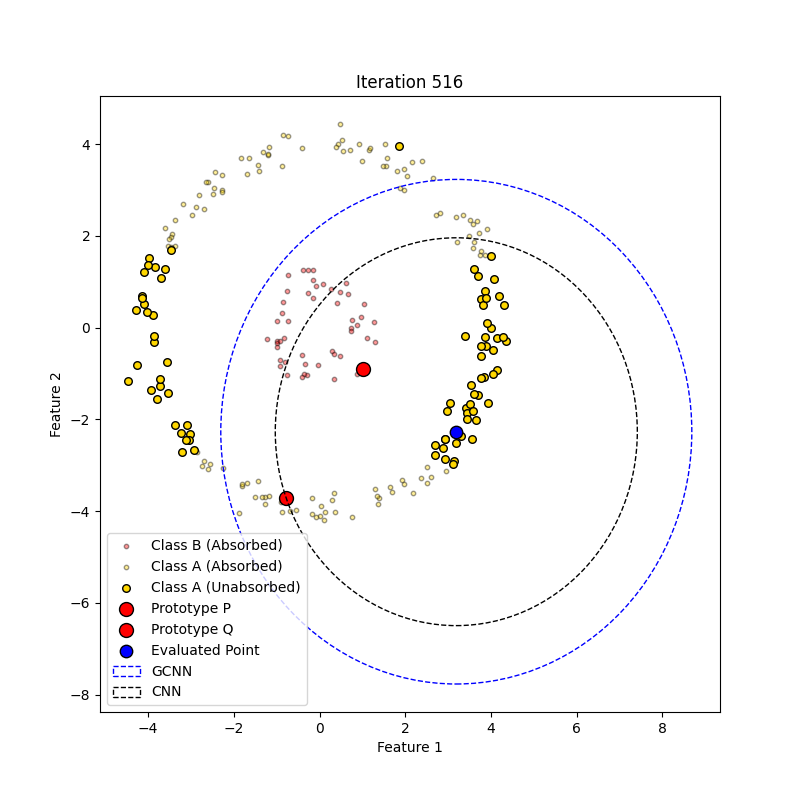 Iteration 516
4
2
0
−2
−4
−6
−8
Feature 2
Class B (Absorbed)
Class A (Absorbed)
Class A (Unabsorbed)
Prototype P
Prototype Q
Evaluated Point
GCNN
CNN
−4
−2
0
2
4
6
8
Feature 1